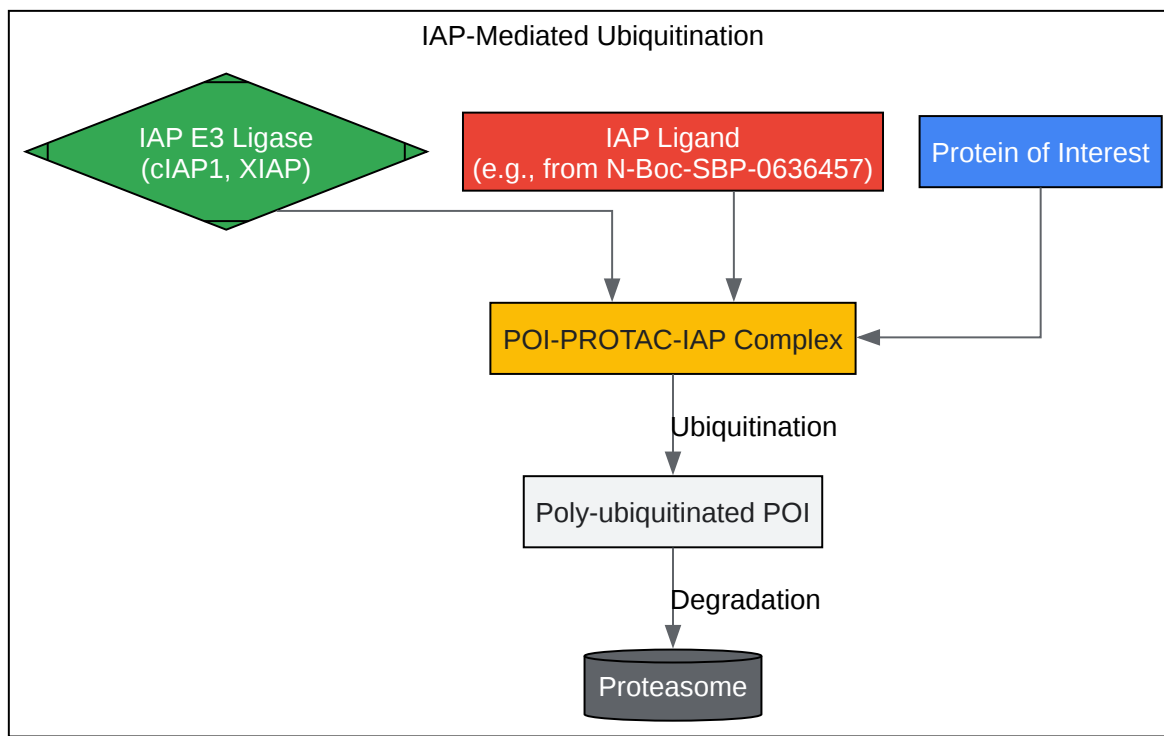 IAP-Mediated Ubiquitination
IAP E3 Ligase
(cIAP1, XIAP)
IAP Ligand
(e.g., from N-Boc-SBP-0636457)
Protein of Interest
POI-PROTAC-IAP Complex
Ubiquitination
Poly-ubiquitinated POI
Degradation
Proteasome